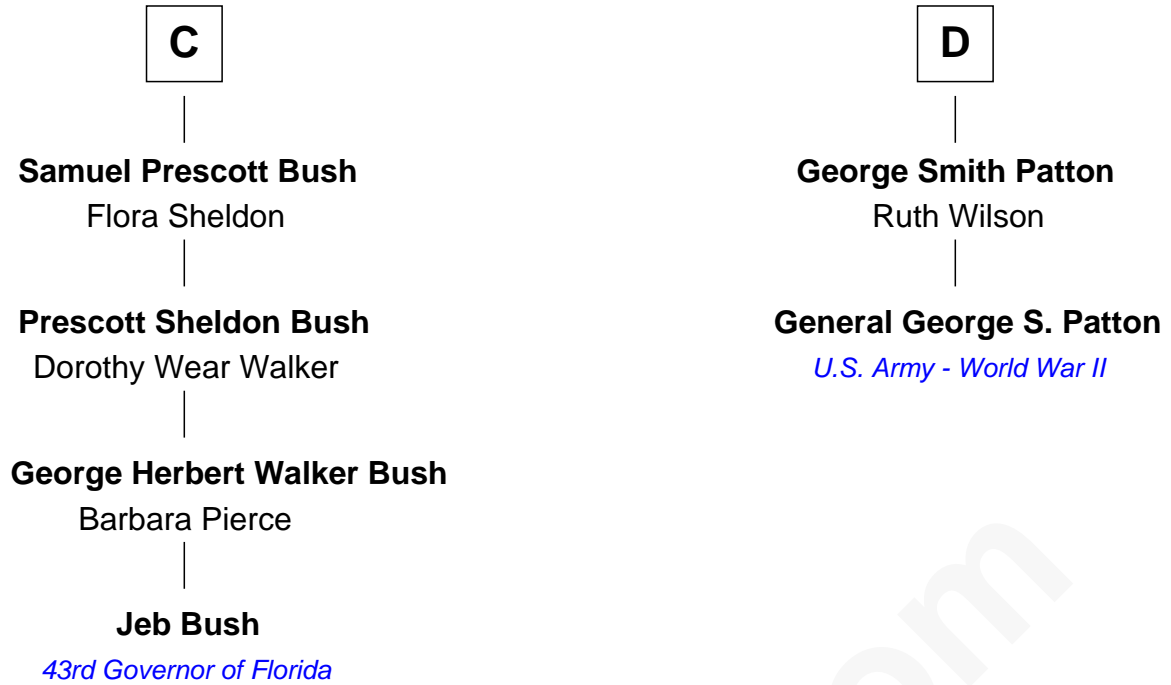 C
Samuel Prescott Bush
Flora Sheldon
Prescott Sheldon Bush
Dorothy Wear Walker
George Herbert Walker Bush
Barbara Pierce
Jeb Bush
43rd Governor of Florida
D
George Smith Patton
Ruth Wilson
General George S. Patton
U.S. Army - World War II
om